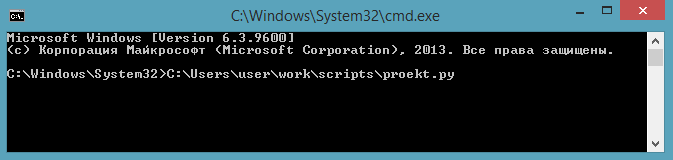 C:\Windows\System32\cmd.exe
Microsoft Windows [Version 6.3.9600]
(c) Корпорация Майкрософт (Microsoft Corporation), 2013. Все права защищены.
C:\Windows\System32>C:\Users\user\work\scripts\proekt.py